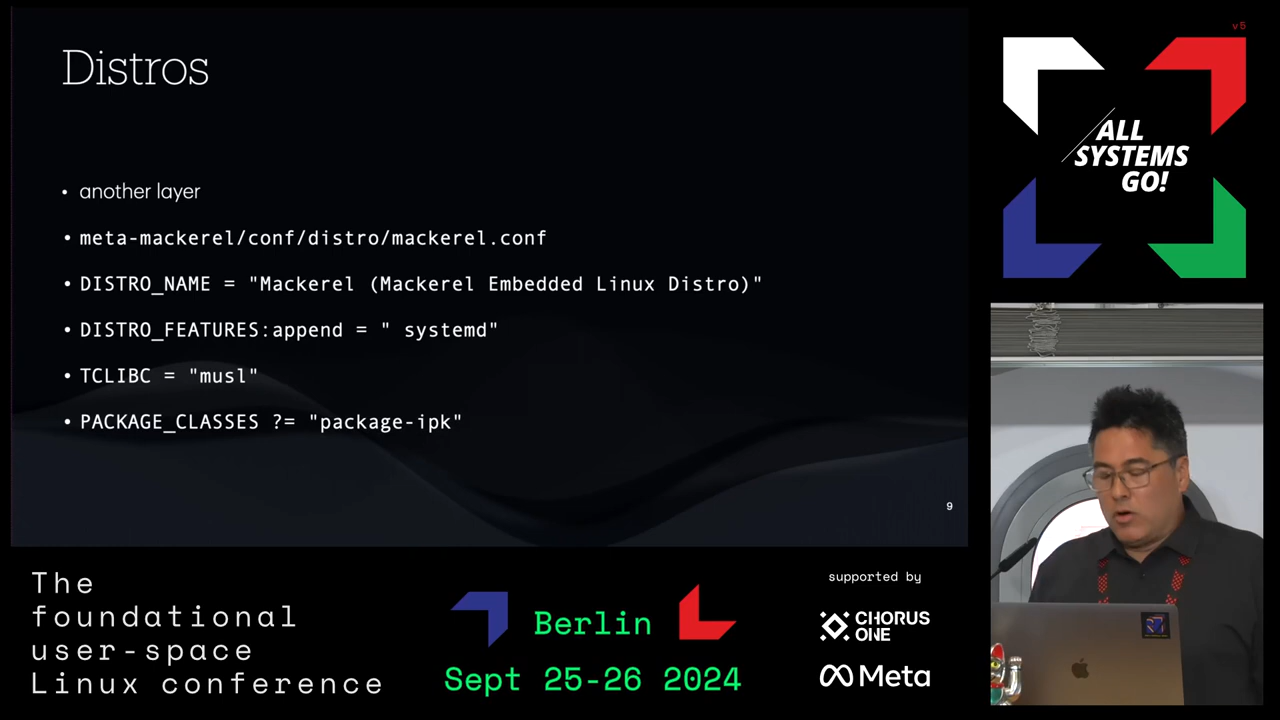 Distros
• another layer
• meta-mackerel/conf/distro/mackerel.conf
• DISTRO_NAME = "Mackerel (Mackerel Embedded Linux Distro)"
• DISTRO_FEATURES:append = " systemd"
• TCLIBC = "musl"
• PACKAGE_CLASSES ?= "package-ipk"
9
v5
ALL
SYSTEMS
GO!
The
foundational
user-space
Linux conference
Berlin
Sept 25-26 2024
supported by
CHORUS
ONE
Meta